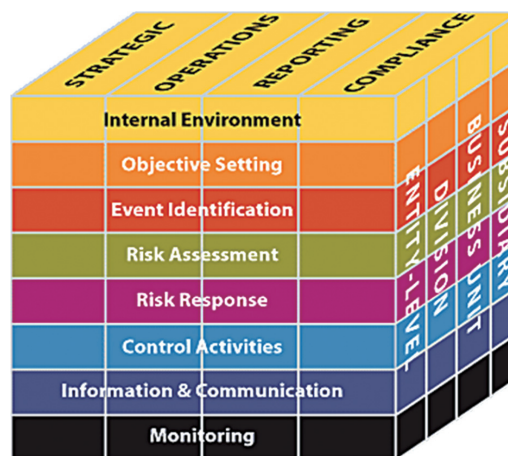 STRATEGIC
OPERATIONS
REPORTING
COMPLIANCE
Internal Environment
Objective Setting
Event Identification
Risk Assessment
Risk Response
Control Activities
Information & Communication
Monitoring
ENTITY-LEVEL
DIVISION
BUSINESS UNIT
SUBSIDIARY